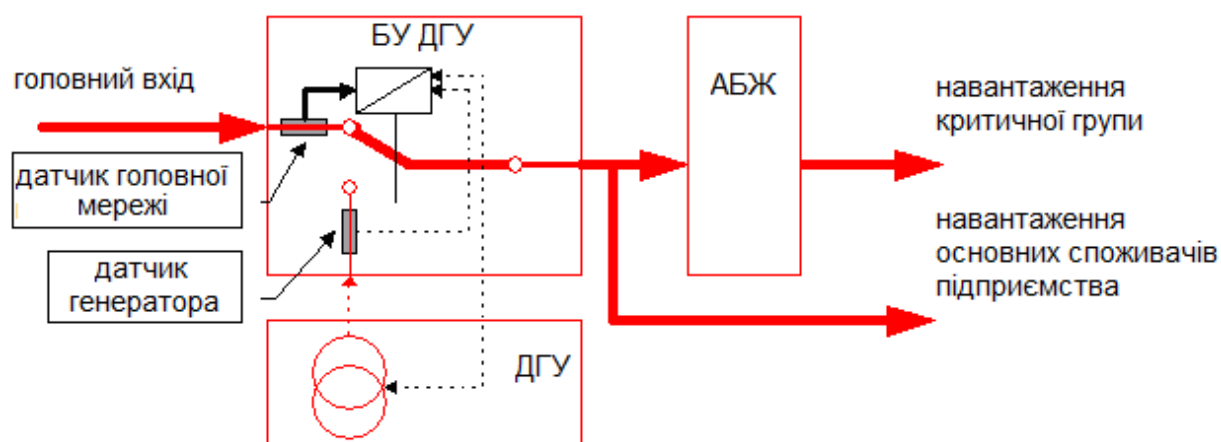 БУ ДГУ
головний вхід
АБЖ
навантаження
критичної групи
датчик головної
мережі
навантаження
основних споживачів
підприємства
датчик
генератора
ДГУ